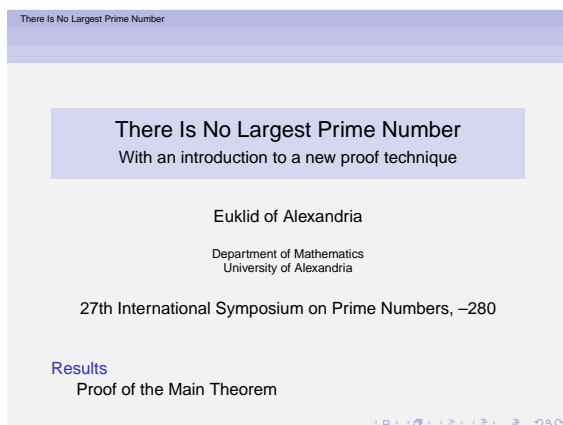 There Is No Largest Prime Number
There Is No Largest Prime Number
With an introduction to a new proof technique
Euklid of Alexandria
Department of Mathematics
University of Alexandria
27th International Symposium on Prime Numbers, –280
Results
Proof of the Main Theorem